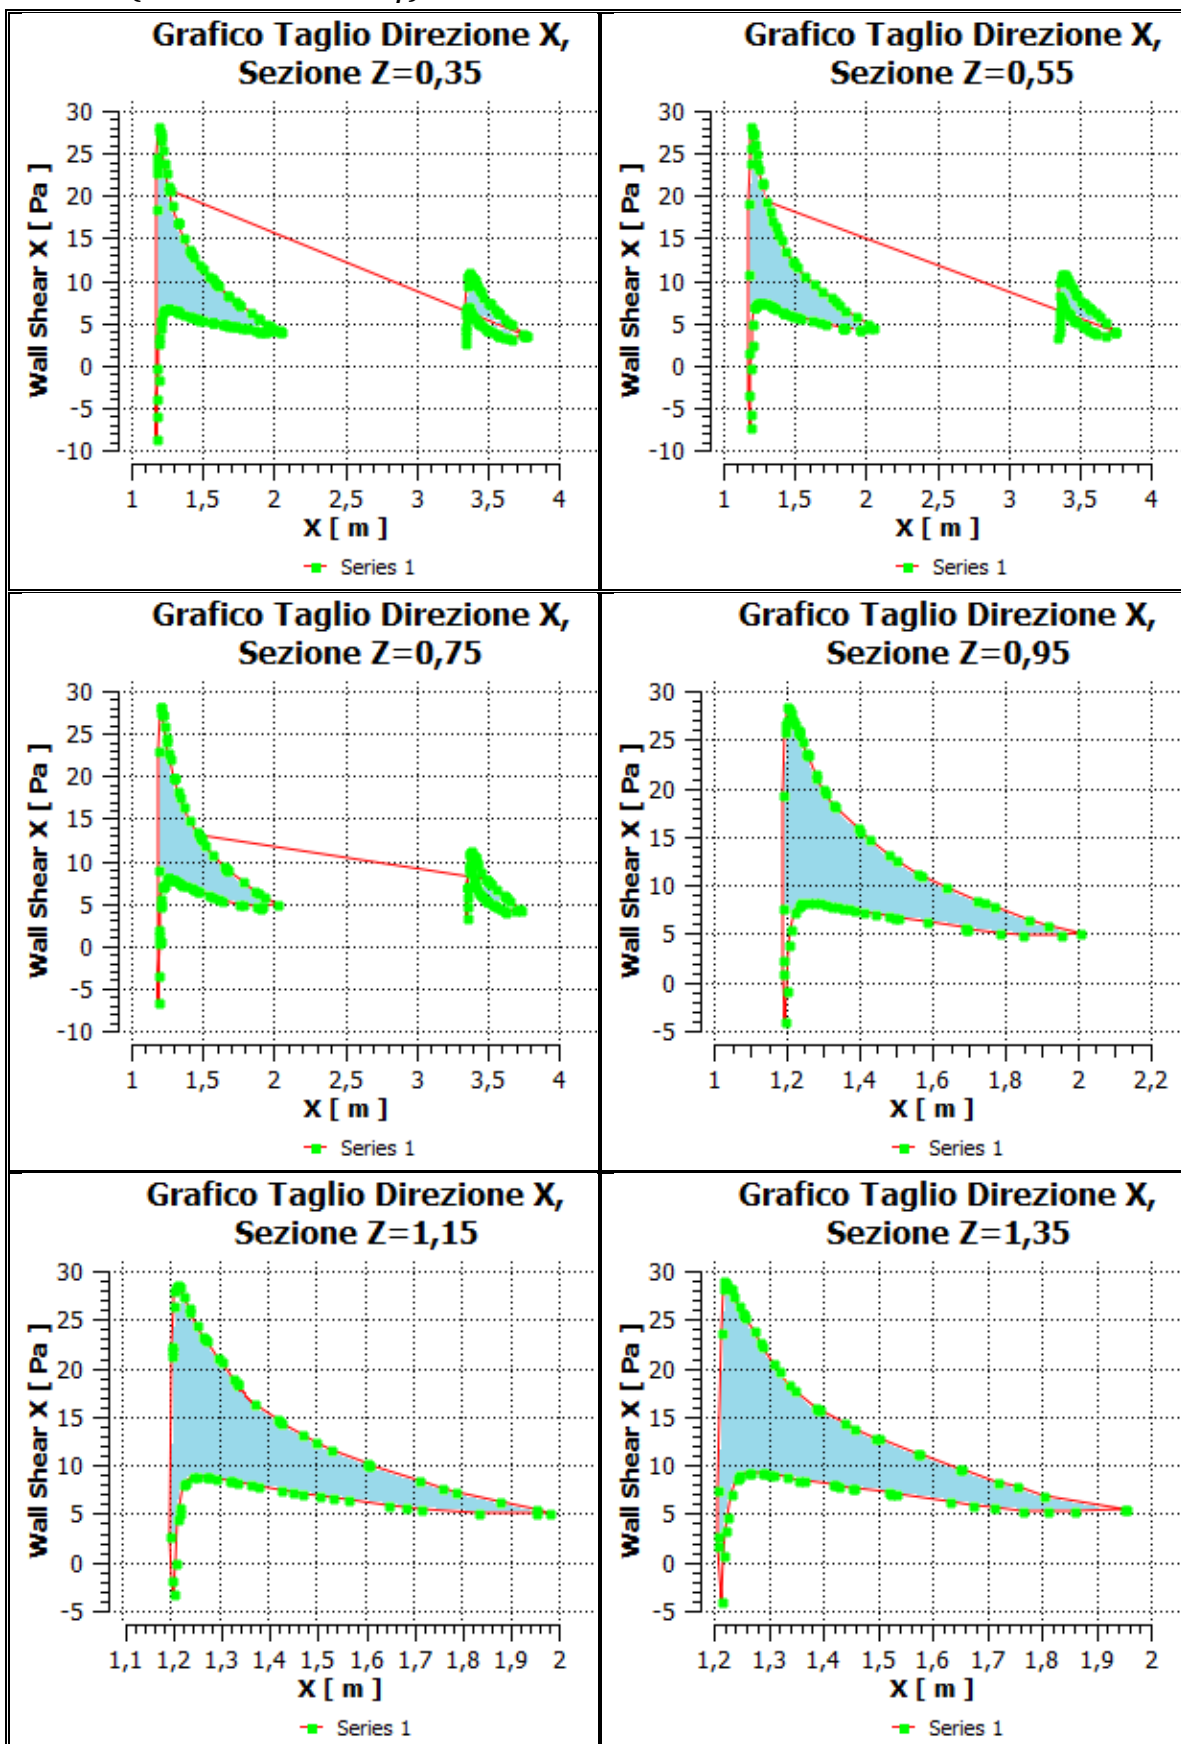 Grafico Taglio Direzione X,
Sezione Z=0,35
30
25
20
15
10
5
0
-5
-10
Wall Shear X [ Pa ]
1 1,5 2 2,5 3 3,5 4
X [ m ]
Series 1
Grafico Taglio Direzione X,
Sezione Z=0,55
30
25
20
15
10
5
0
-5
-10
Wall Shear X [ Pa ]
1 1,5 2 2,5 3 3,5 4
X [ m ]
Series 1
Grafico Taglio Direzione X,
Sezione Z=0,75
30
25
20
15
10
5
0
-5
-10
Wall Shear X [ Pa ]
1 1,5 2 2,5 3 3,5 4
X [ m ]
Series 1
Grafico Taglio Direzione X,
Sezione Z=0,95
30
25
20
15
10
5
0
-5
Wall Shear X [ Pa ]
1 1,2 1,4 1,6 1,8 2 2,2
X [ m ]
Series 1
Grafico Taglio Direzione X,
Sezione Z=1,15
30
25
20
15
10
5
0
-5
Wall Shear X [ Pa ]
1,1 1,2 1,3 1,4 1,5 1,6 1,7 1,8 1,9 2
X [ m ]
Series 1
Grafico Taglio Direzione X,
Sezione Z=1,35
30
25
20
15
10
5
0
-5
Wall Shear X [ Pa ]
1,2 1,3 1,4 1,5 1,6 1,7 1,8 1,9 2
X [ m ]
Series 1